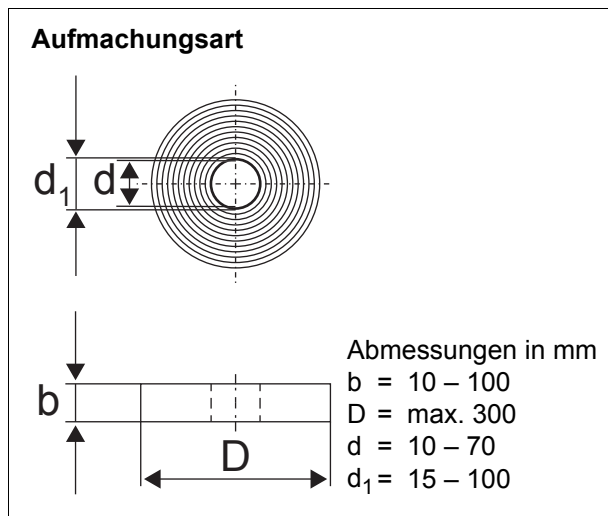 Aufmachungsart
d₁ d
b
D
Abmessungen in mm
b = 10 – 100
D = max. 300
d = 10 – 70
d₁ = 15 – 100